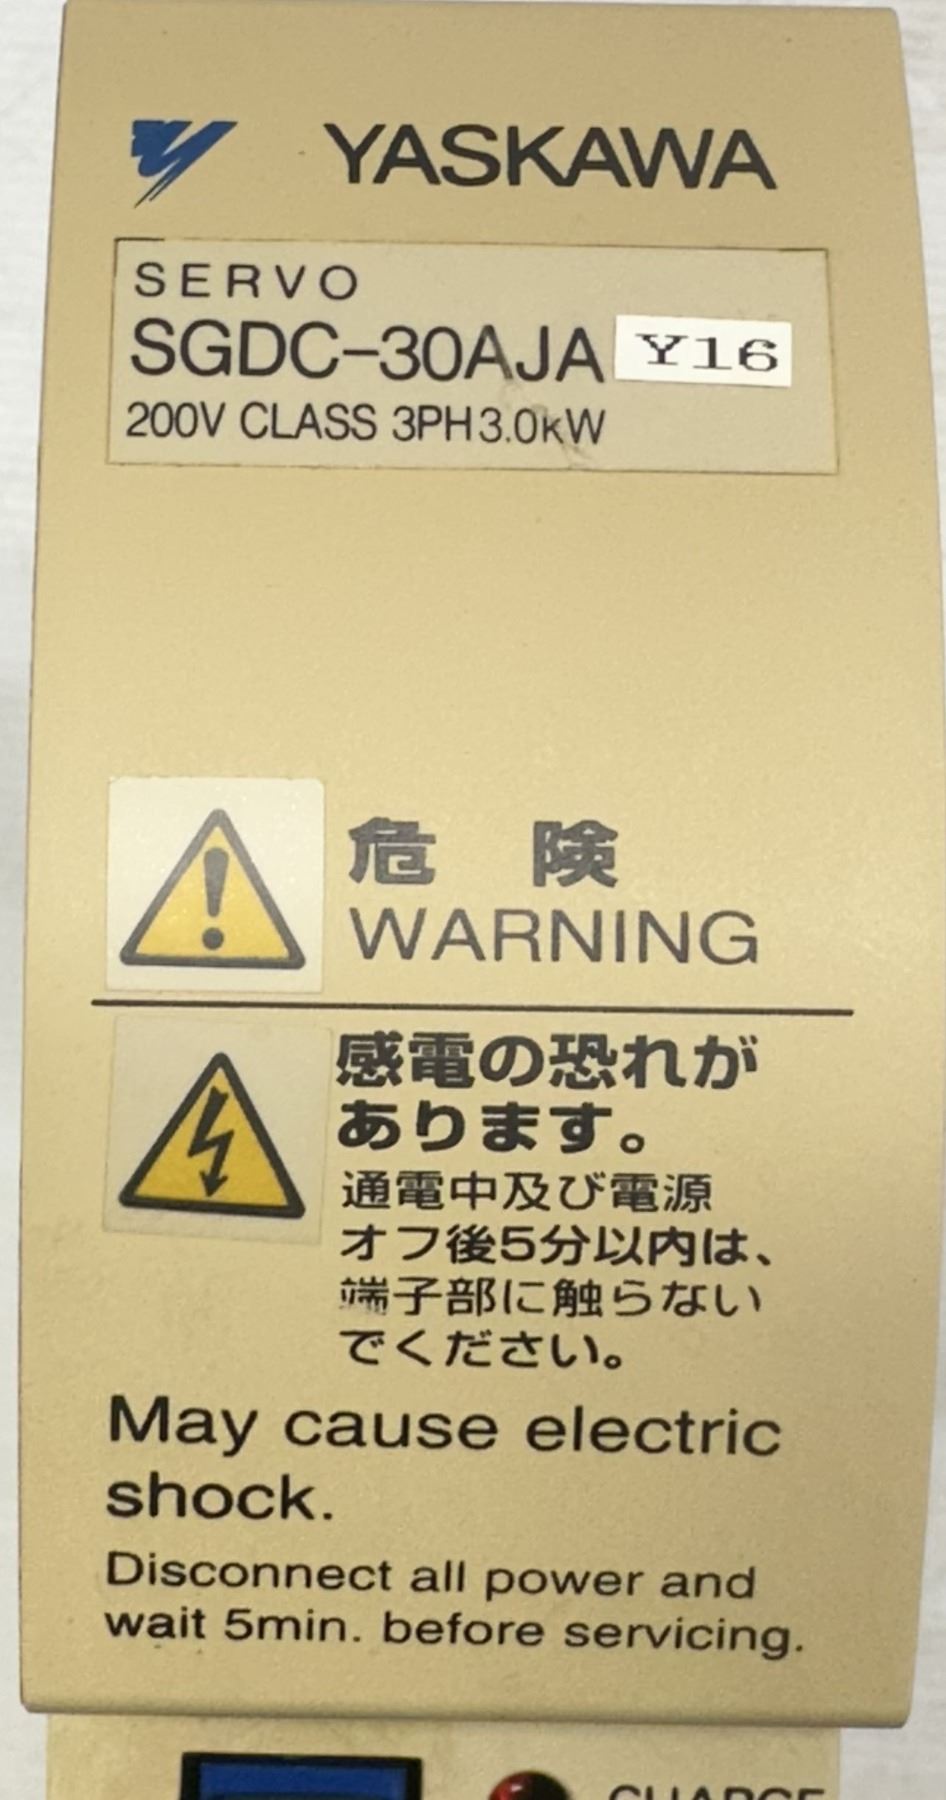 YASKAWA
SERVO
SGDC-30AJA Y16
200V CLASS 3PH 3.0kW
危 険
WARNING
感電の恐れが
あります。
通電中及び電源
オフ後5分以内は、
端子部に触らない
でください。
May cause electric
shock.
Disconnect all power and
wait 5min. before servicing.
CHARGE